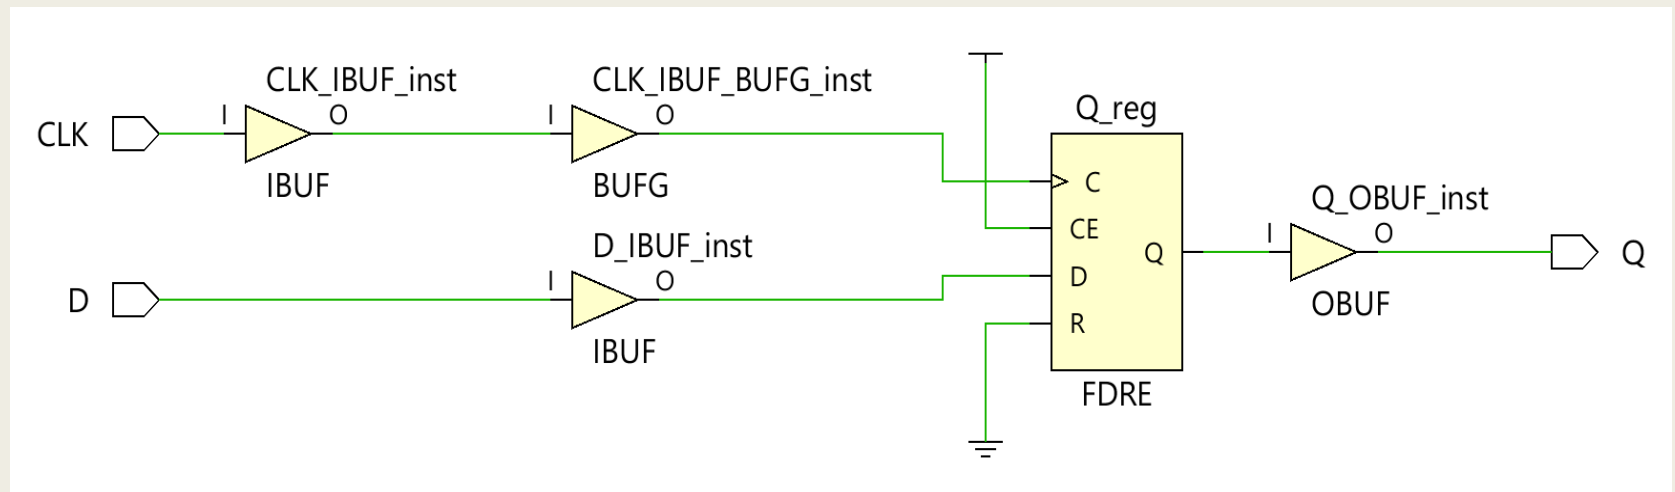 CLK
I
CLK_IBUF_inst
O
IBUF
I
CLK_IBUF_BUFG_inst
O
BUFG
D
I
D_IBUF_inst
O
IBUF
Q_reg
C
CE
D
R
Q
FDRE
I
Q_OBUF_inst
O
OBUF
Q